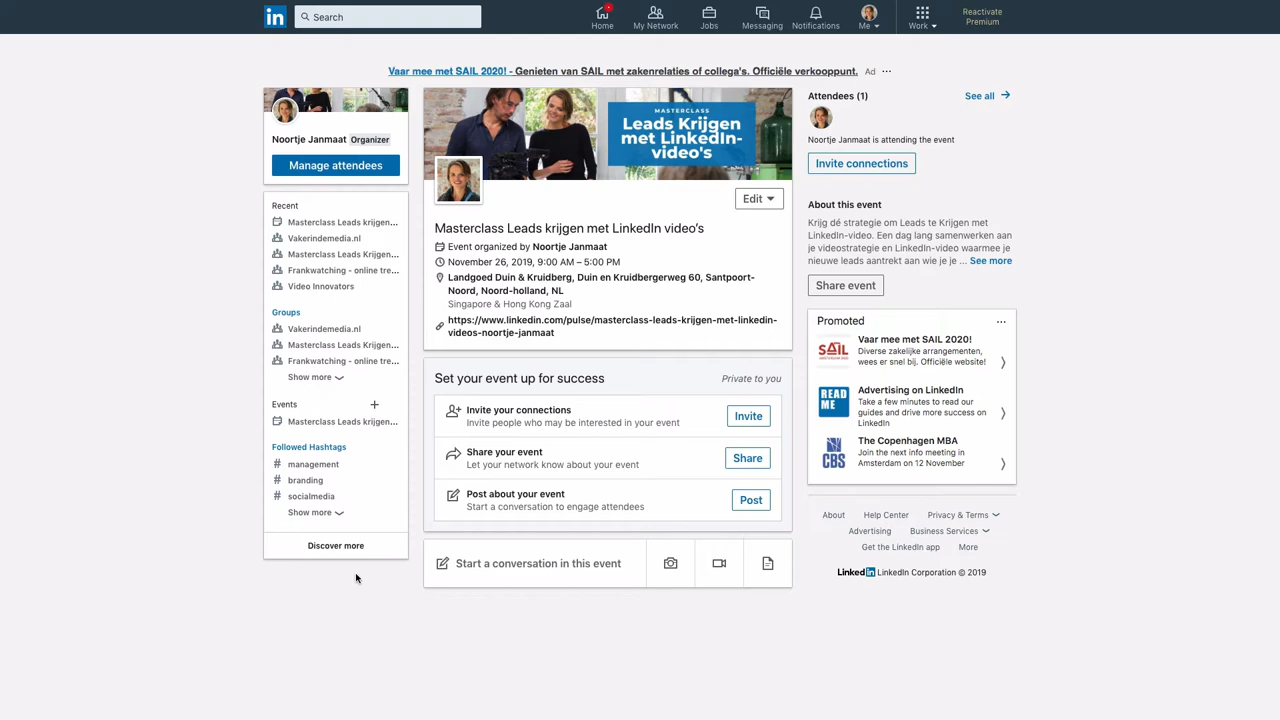 in
Search
Home
My Network
Jobs
Messaging
Notifications
Me
Work
Reactivate
Premium
Vaar mee met SAIL 2020! - Genieten van SAIL met zakenrelaties of collega's. Officiële verkooppunt. Ad ...
Noortje Janmaat Organizer
Manage attendees
Recent
Masterclass Leads krijgen...
Vakerindemedia.nl
Masterclass Leads Krijgen...
Frankwatching - online tre...
Video Innovators
Groups
Vakerindemedia.nl
Masterclass Leads Krijgen...
Frankwatching - online tre...
Show more
Events +
Masterclass Leads krijgen...
Followed Hashtags
# management
# branding
# socialmedia
Show more
Discover more
MASTERCLASS
Leads Krijgen
met LinkedIn-
video's
Edit
Masterclass Leads krijgen met LinkedIn video's
Event organized by Noortje Janmaat
November 26, 2019, 9:00 AM – 5:00 PM
Landgoed Duin & Kruidberg, Duin en Kruidbergerweg 60, Santpoort-
Noord, Noord-holland, NL
Singapore & Hong Kong Zaal
https://www.linkedin.com/pulse/masterclass-leads-krijgen-met-linkedin-
videos-noortje-janmaat
Set your event up for success
Private to you
Invite your connections
Invite people who may be interested in your event
Invite
Share your event
Let your network know about your event
Share
Post about your event
Start a conversation to engage attendees
Post
Start a conversation in this event
Attendees (1)
See all
Noortje Janmaat is attending the event
Invite connections
About this event
Krijg dé strategie om Leads te Krijgen met
LinkedIn-video. Een dag lang samenwerken aan
je videostrategie en LinkedIn-video waarmee je
nieuwe leads aantrekt aan wie je je ... See more
Share event
Promoted ...
SAIL
Vaar mee met SAIL 2020!
Diverse zakelijke arrangementen,
wees er snel bij. Officiële website!
READ
ME
Advertising on LinkedIn
Take a few minutes to read our
guides and drive more success on
LinkedIn
CBS
The Copenhagen MBA
Join the next info meeting in
Amsterdam on 12 November
About
Help Center
Privacy & Terms
Advertising
Business Services
Get the LinkedIn app
More
LinkedIn LinkedIn Corporation © 2019